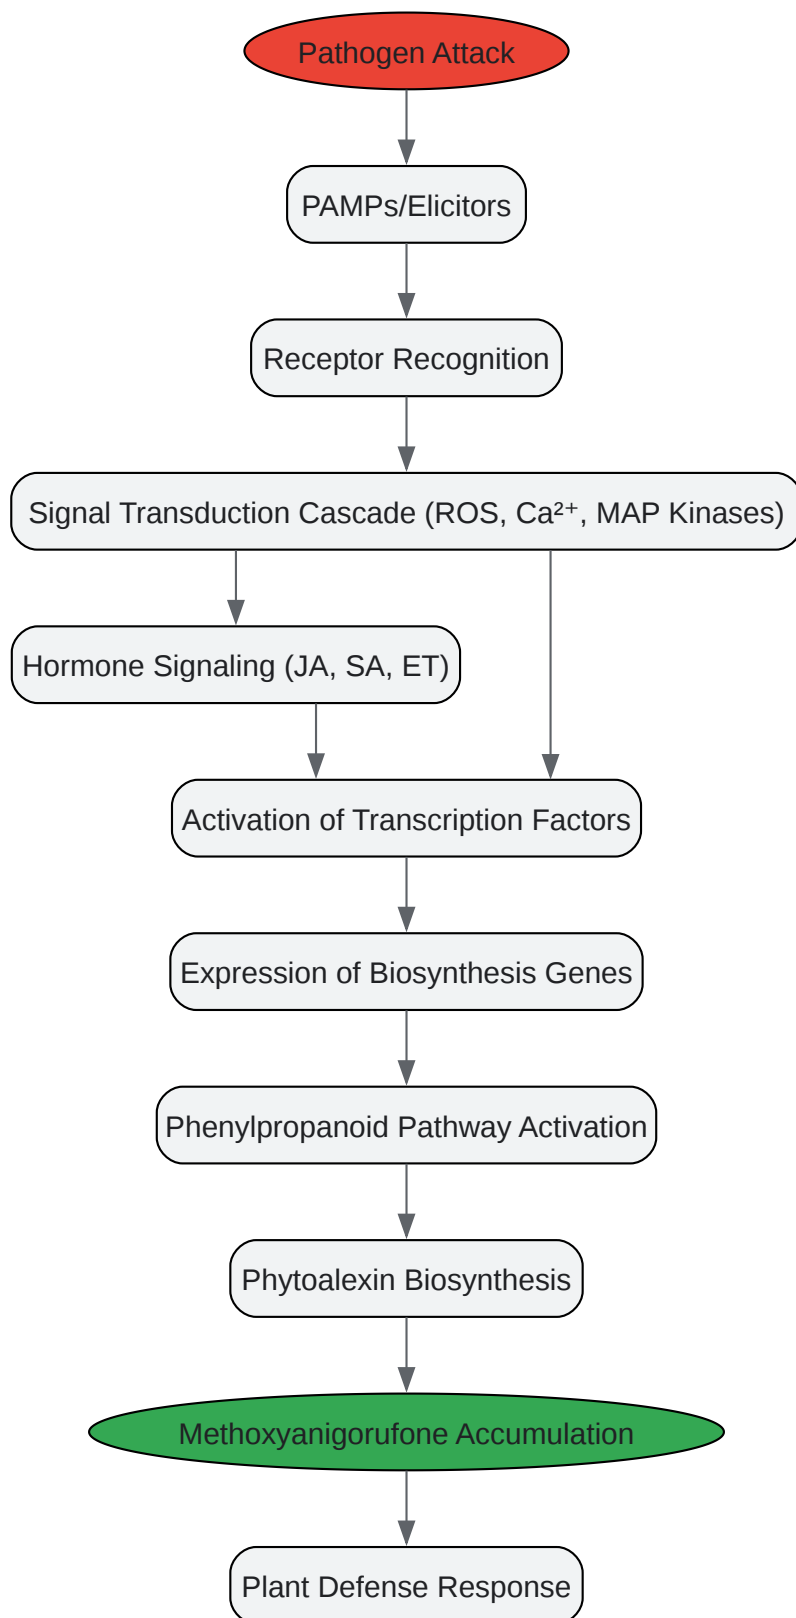 Pathogen Attack
PAMPs/Elicitors
Receptor Recognition
Signal Transduction Cascade (ROS, Ca²⁺, MAP Kinases)
Hormone Signaling (JA, SA, ET)
Activation of Transcription Factors
Expression of Biosynthesis Genes
Phenylpropanoid Pathway Activation
Phytoalexin Biosynthesis
Methoxyanigorufone Accumulation
Plant Defense Response